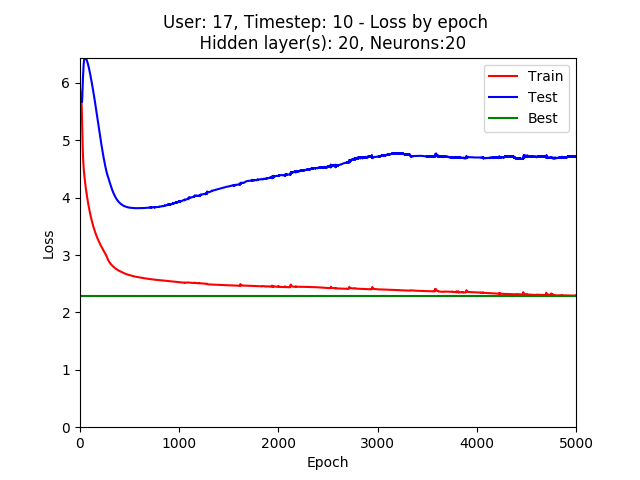 User: 17, Timestep: 10 - Loss by epoch
Hidden layer(s): 20, Neurons:20
Train
Test
Best
6
5
4
3
2
1
0
Loss
0
1000
2000
3000
4000
5000
Epoch